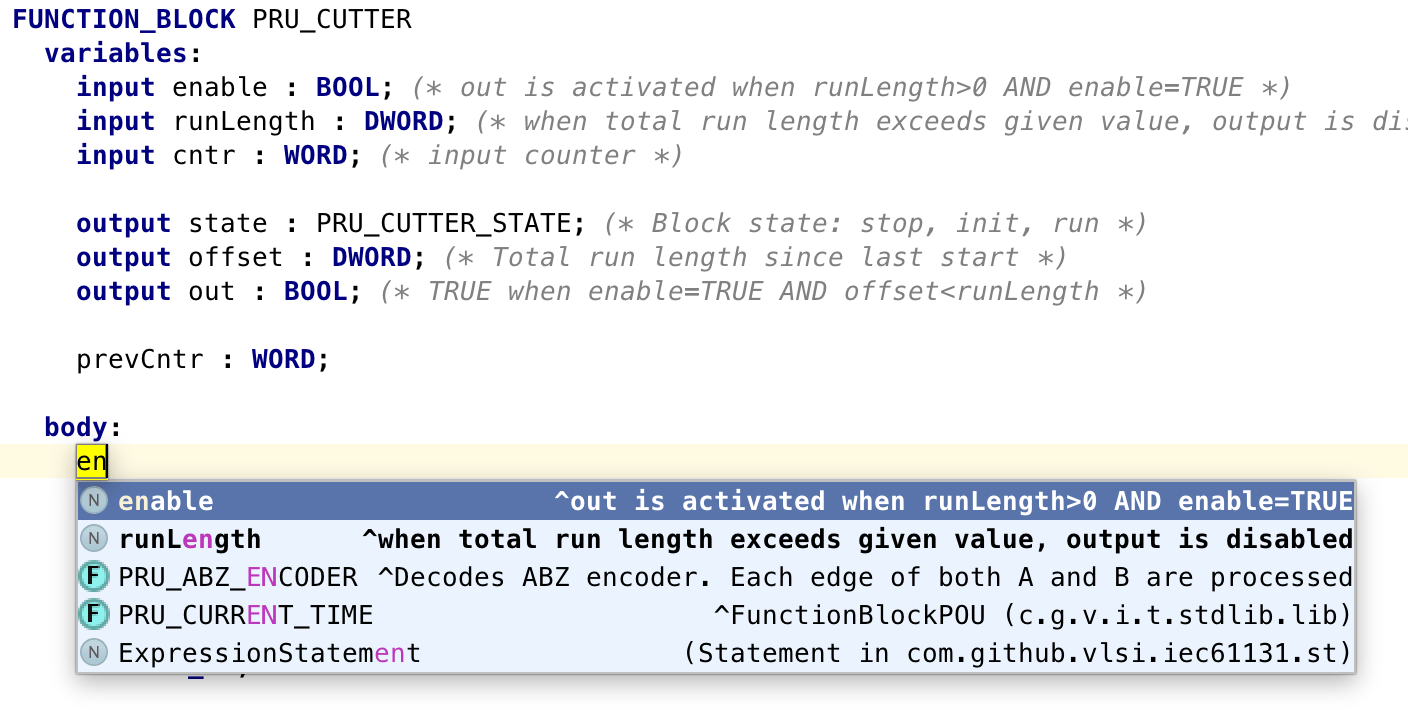 FUNCTION_BLOCK PRU_CUTTER
variables:
input enable : BOOL; (* out is activated when runLength>0 AND enable=TRUE *)
input runLength : DWORD; (* when total run length exceeds given value, output is dis
input cntr : WORD; (* input counter *)
output state : PRU_CUTTER_STATE; (* Block state: stop, init, run *)
output offset : DWORD; (* Total run length since last start *)
output out : BOOL; (* TRUE when enable=TRUE AND offset<runLength *)
prevCntr : WORD;
body:
en
N enable ^out is activated when runLength>0 AND enable=TRUE
N runLength ^when total run length exceeds given value, output is disabled
F PRU_ABZ_ENCODER ^Decodes ABZ encoder. Each edge of both A and B are processed
F PRU_CURRENT_TIME ^FunctionBlockPOU (c.g.v.i.t.stdlib.lib)
N ExpressionStatement (Statement in com.github.vlsi.iec61131.st)